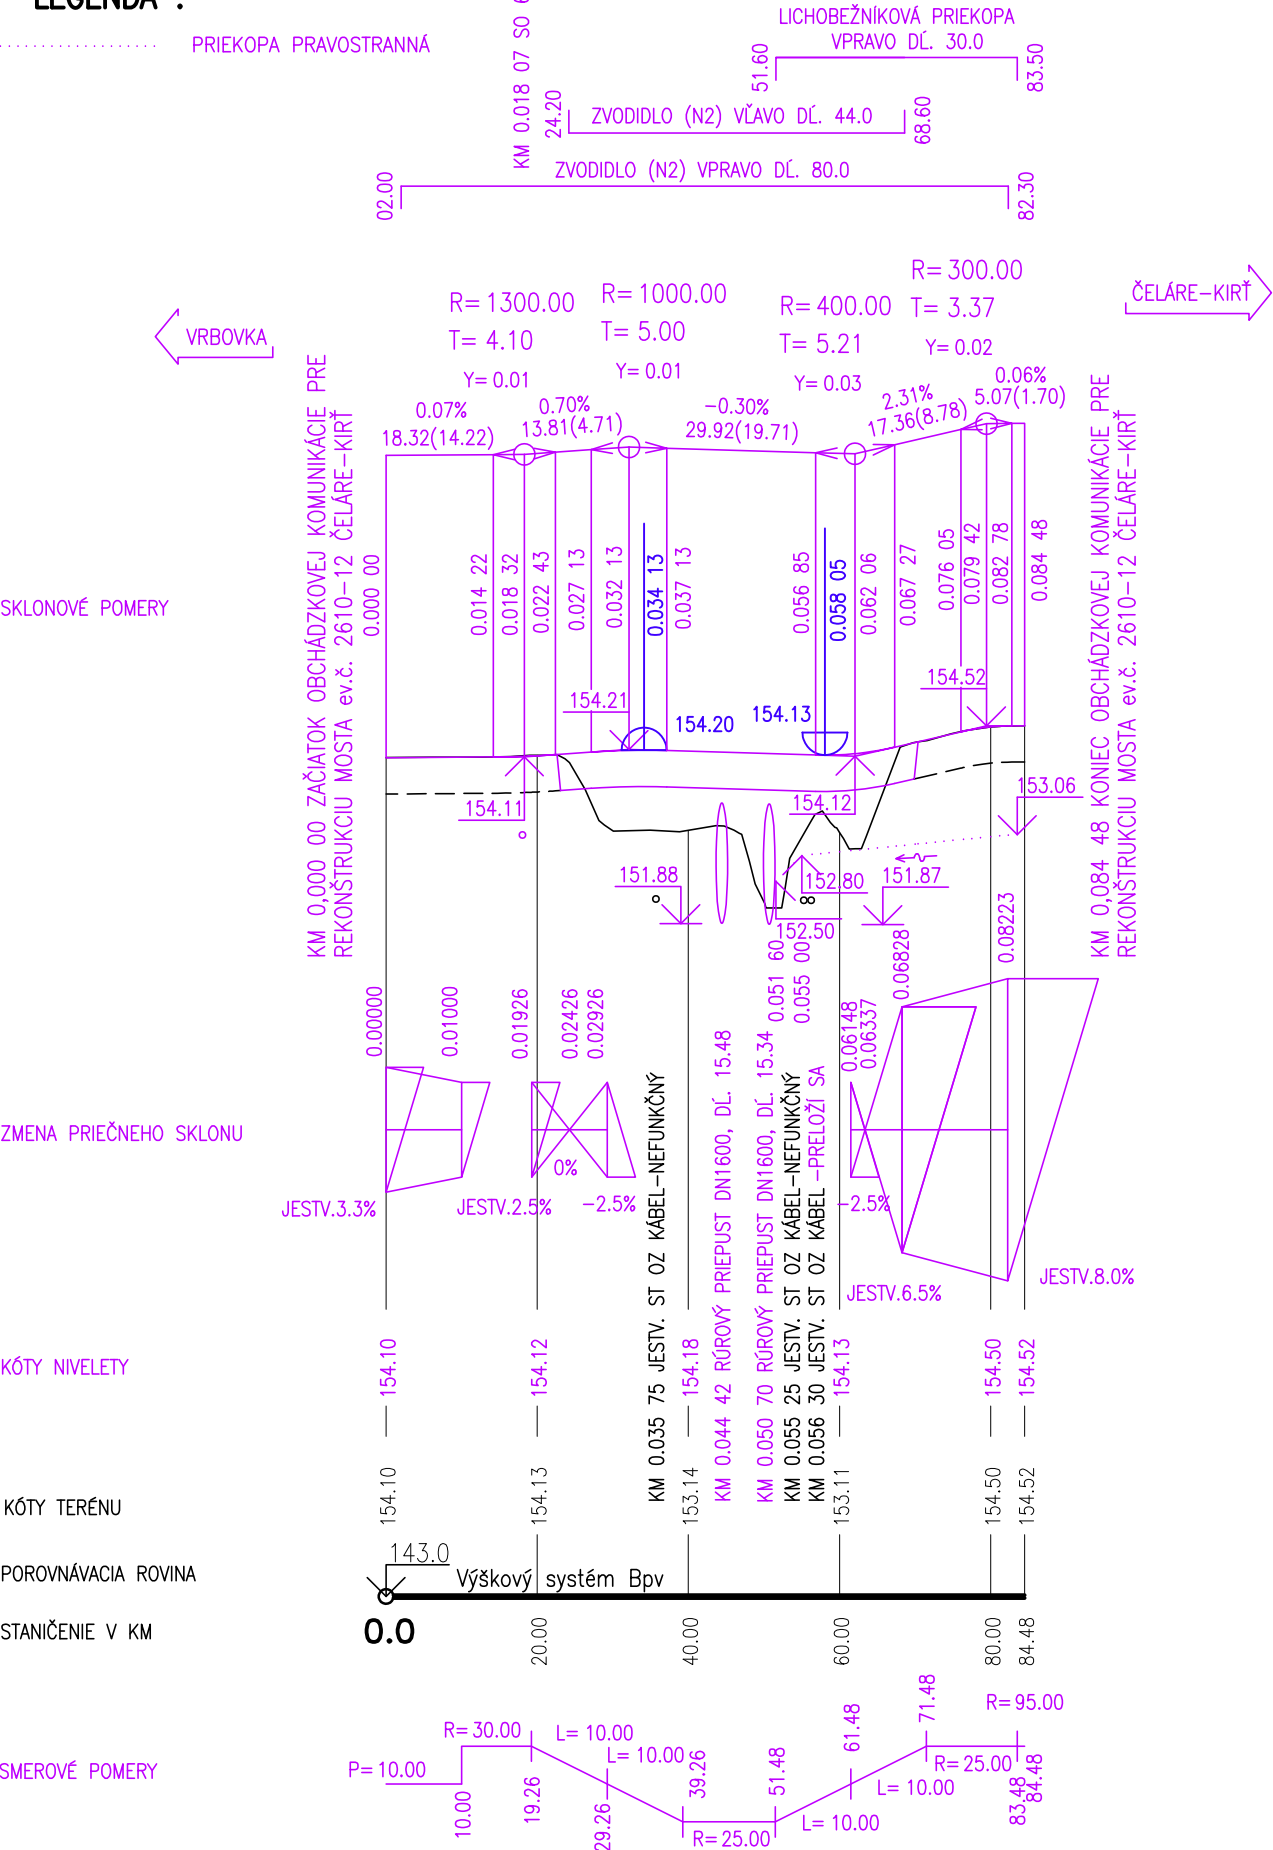 LEGENDA :
PRIEKOPA PRAVOSTRANNÁ
KM 0.018 07 SO
LICHOBEŽNÍKOVÁ PRIEKOPA
VPRAVO DĹ. 30.0
51.60
83.50
24.20
ZVODIDLO (N2) VĽAVO DĹ. 44.0
68.60
ZVODIDLO (N2) VPRAVO DĹ. 80.0
02.00
82.30
VRBOVKA
ČELÁRE-KIRŤ
R= 1300.00
T= 4.10
Y= 0.01
R= 1000.00
T= 5.00
Y= 0.01
R= 400.00
T= 5.21
Y= 0.03
R= 300.00
T= 3.37
Y= 0.02
0.07%
18.32(14.22)
0.70%
13.81(4.71)
-0.30%
29.92(19.71)
2.31%
17.36(8.78)
0.06%
5.07(1.70)
KM 0,000 00 ZAČIATOK OBCHÁDZKOVEJ KOMUNIKÁCIE PRE
REKONŠTRUKCIU MOSTA ev.č. 2610-12 ČELÁRE-KIRŤ
KM 0,084 48 KONIEC OBCHÁDZKOVEJ KOMUNIKÁCIE PRE
REKONŠTRUKCIU MOSTA ev.č. 2610-12 ČELÁRE-KIRŤ
SKLONOVÉ POMERY
0.000 00
0.014 22
0.018 32
0.022 43
0.027 13
0.032 13
0.034 13
0.037 13
0.056 85
0.058 05
0.062 06
0.067 27
0.076 05
0.079 42
0.082 78
0.084 48
154.21
154.20
154.13
154.52
154.11
154.12
153.06
151.88
152.80
151.87
152.50
ZMENA PRIEČNEHO SKLONU
0.00000
0.01000
0.01926
0.02426
0.02926
0.051 60
0.055 00
0.06148
0.06337
0.06828
0.08223
JESTV.3.3%
JESTV.2.5%
0%
-2.5%
-2.5%
JESTV.6.5%
JESTV.8.0%
KM 0.035 75 JESTV. ST OZ KÁBEL-NEFUNKČNÝ
KM 0.044 42 RÚROVÝ PRIEPUST DN1600, DĹ. 15.48
KM 0.050 70 RÚROVÝ PRIEPUST DN1600, DĹ. 15.34
KM 0.055 25 JESTV. ST OZ KÁBEL-NEFUNKČNÝ
KM 0.056 30 JESTV. ST OZ KÁBEL -PRELOŽÍ SA
KÓTY NIVELETY
154.10
154.12
154.18
154.13
154.50
154.52
KÓTY TERÉNU
154.10
154.13
153.14
153.11
154.50
154.52
POROVNÁVACIA ROVINA
143.0
Výškový systém Bpv
STANIČENIE V KM
0.0
20.00
40.00
60.00
80.00
84.48
SMEROVÉ POMERY
P= 10.00
10.00
R= 30.00
19.26
L= 10.00
29.26
L= 10.00
39.26
R= 25.00
51.48
L= 10.00
61.48
L= 10.00
71.48
R= 25.00
R= 95.00
83.48
84.48